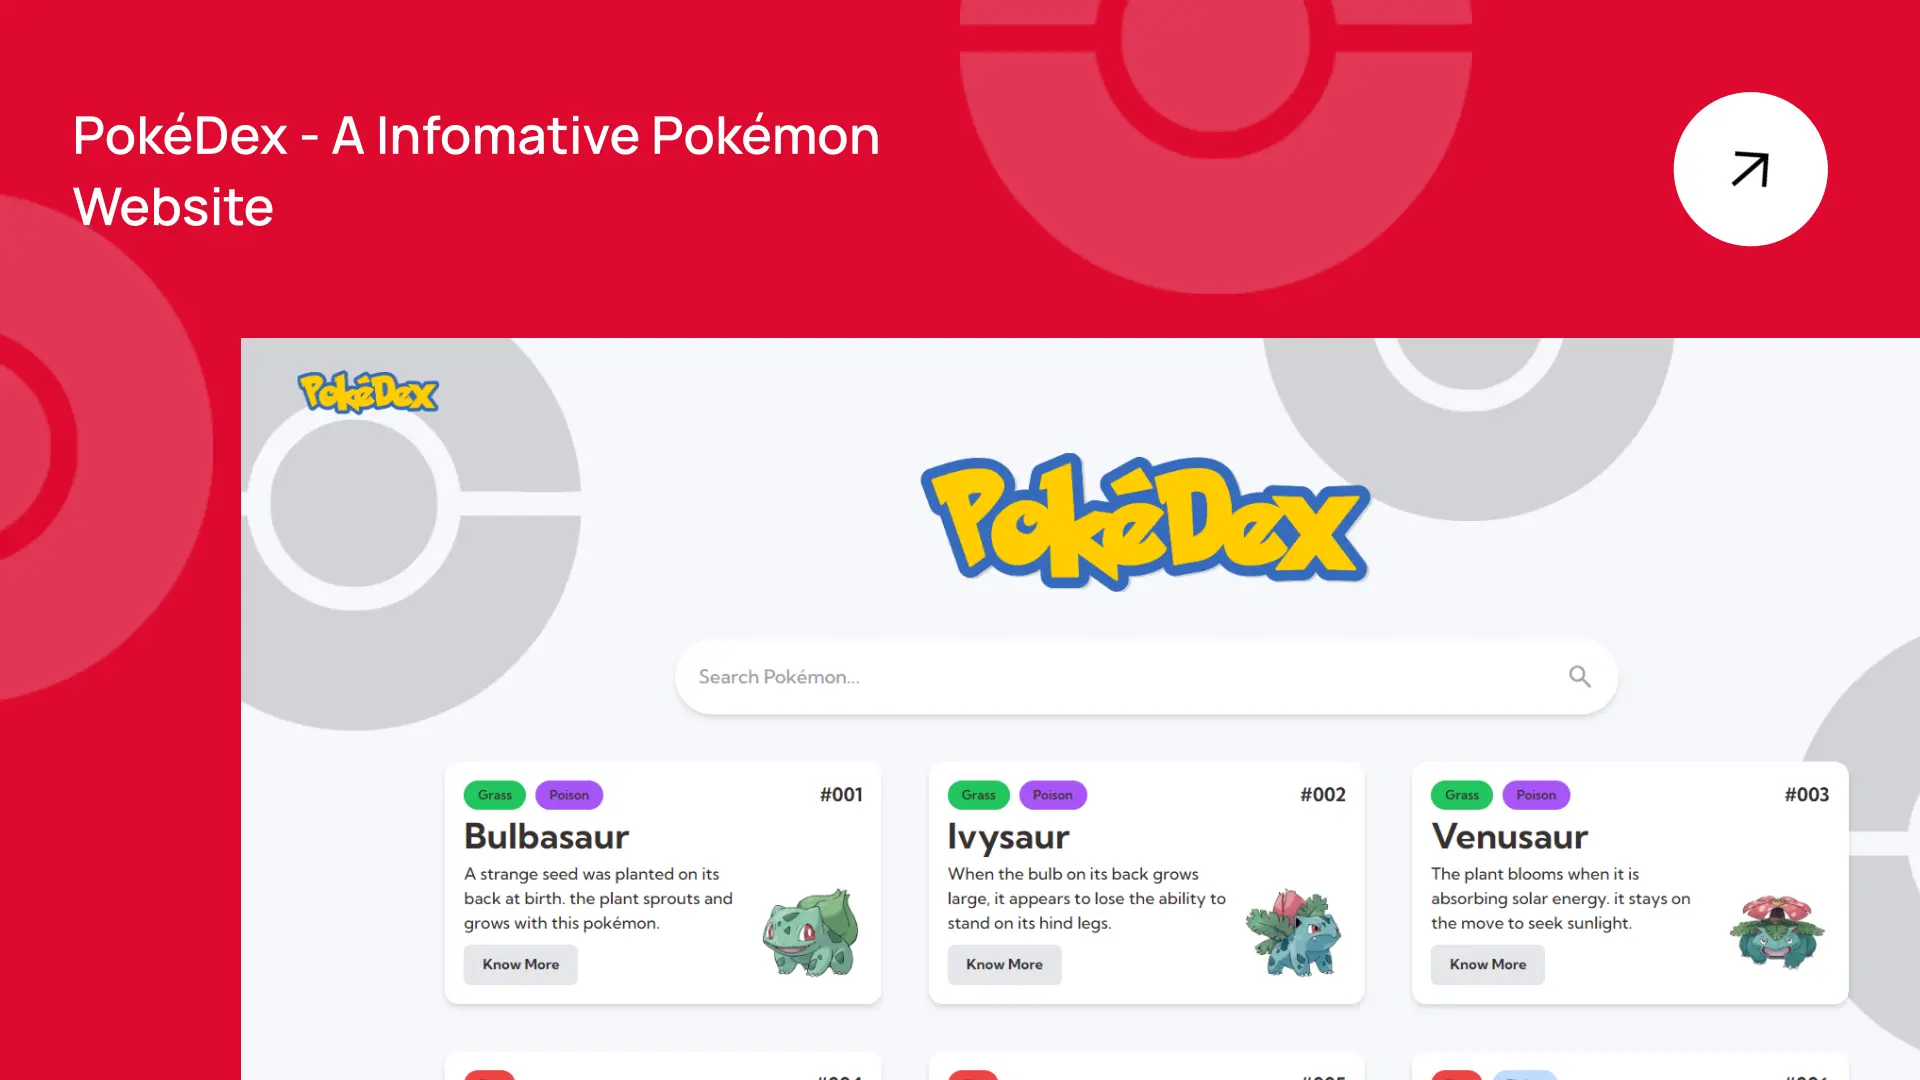 PokéDex - A Infomative Pokémon
Website
PokéDex
PokéDex
Search Pokémon...
Grass Poison #001
Bulbasaur
A strange seed was planted on its
back at birth. the plant sprouts and
grows with this pokémon.
Know More
Grass Poison #002
Ivysaur
When the bulb on its back grows
large, it appears to lose the ability to
stand on its hind legs.
Know More
Grass Poison #003
Venusaur
The plant blooms when it is
absorbing solar energy. it stays on
the move to seek sunlight.
Know More